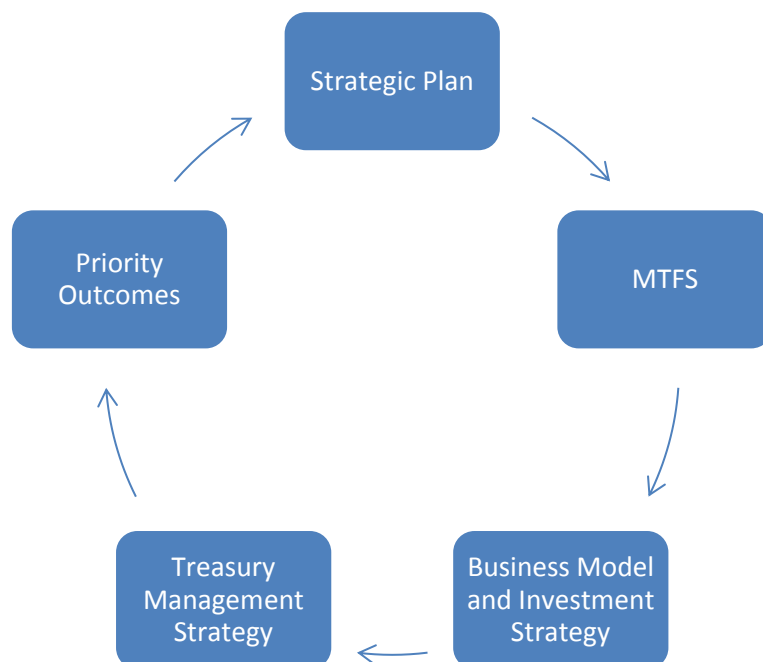 Strategic Plan
MTFS
Business Model
and Investment
Strategy
Treasury
Management
Strategy
Priority
Outcomes